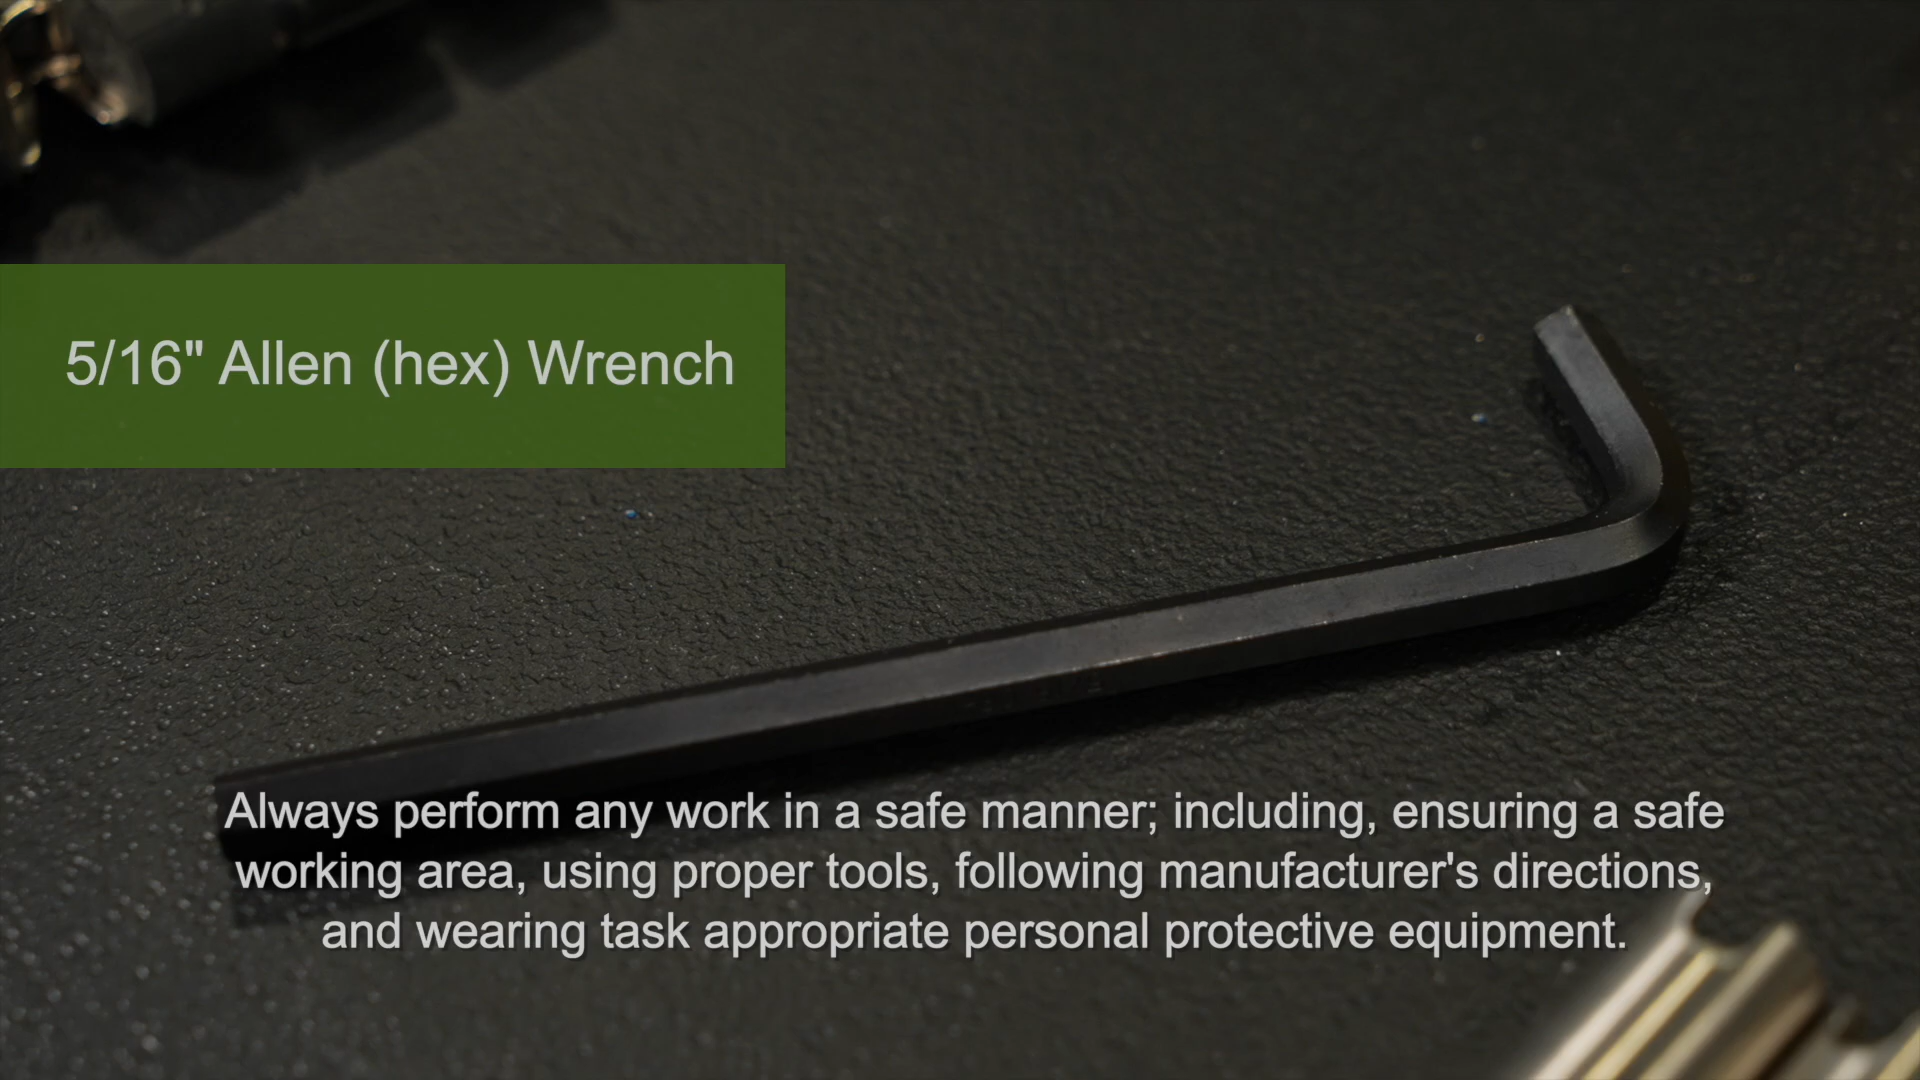 5/16" Allen (hex) Wrench
Always perform any work in a safe manner; including, ensuring a safe
working area, using proper tools, following manufacturer's directions,
and wearing task appropriate personal protective equipment.